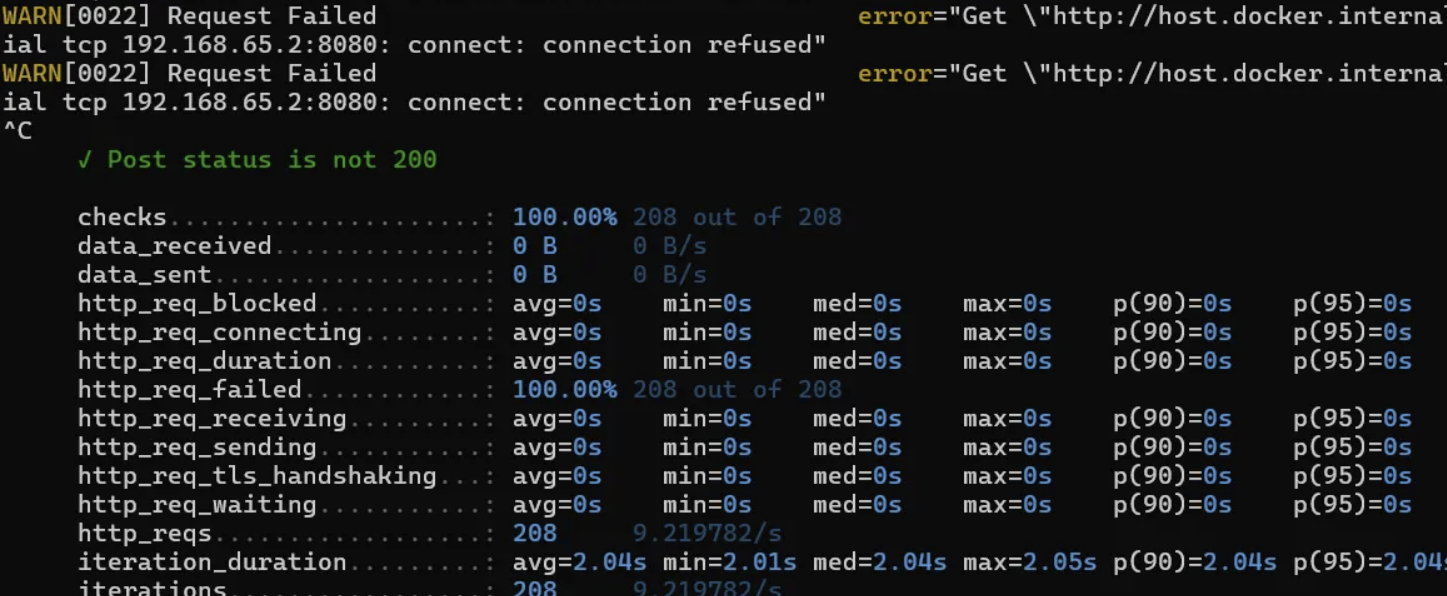 WARN[0022] Request Failed error="Get \"http://host.docker.internal
ial tcp 192.168.65.2:8080: connect: connection refused"
WARN[0022] Request Failed error="Get \"http://host.docker.internal
ial tcp 192.168.65.2:8080: connect: connection refused"
^C
✓ Post status is not 200
checks.....................: 100.00% 208 out of 208
data_received..............: 0 B 0 B/s
data_sent..................: 0 B 0 B/s
http_req_blocked...........: avg=0s min=0s med=0s max=0s p(90)=0s p(95)=0s
http_req_connecting........: avg=0s min=0s med=0s max=0s p(90)=0s p(95)=0s
http_req_duration..........: avg=0s min=0s med=0s max=0s p(90)=0s p(95)=0s
http_req_failed............: 100.00% 208 out of 208
http_req_receiving.........: avg=0s min=0s med=0s max=0s p(90)=0s p(95)=0s
http_req_sending...........: avg=0s min=0s med=0s max=0s p(90)=0s p(95)=0s
http_req_tls_handshaking...: avg=0s min=0s med=0s max=0s p(90)=0s p(95)=0s
http_req_waiting...........: avg=0s min=0s med=0s max=0s p(90)=0s p(95)=0s
http_reqs..................: 208 9.219782/s
iteration_duration.........: avg=2.04s min=2.01s med=2.04s max=2.05s p(90)=2.04s p(95)=2.04s
iterations.................: 208 9.219782/s